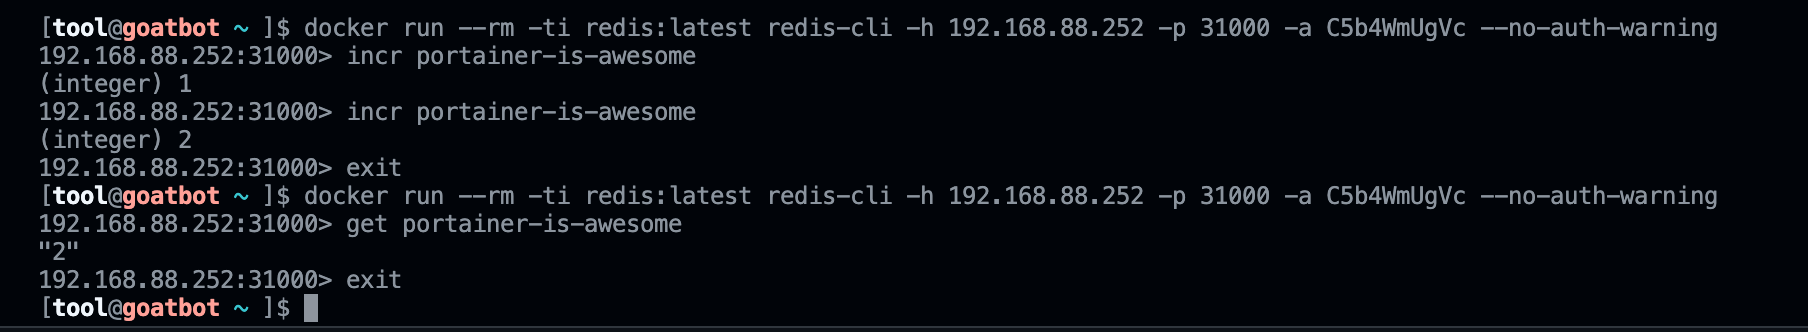 [tool@goatbot ~ ]$ docker run --rm -ti redis:latest redis-cli -h 192.168.88.252 -p 31000 -a C5b4WmUgVc --no-auth-warning
192.168.88.252:31000> incr portainer-is-awesome
(integer) 1
192.168.88.252:31000> incr portainer-is-awesome
(integer) 2
192.168.88.252:31000> exit
[tool@goatbot ~ ]$ docker run --rm -ti redis:latest redis-cli -h 192.168.88.252 -p 31000 -a C5b4WmUgVc --no-auth-warning
192.168.88.252:31000> get portainer-is-awesome
"2"
192.168.88.252:31000> exit
[tool@goatbot ~ ]$